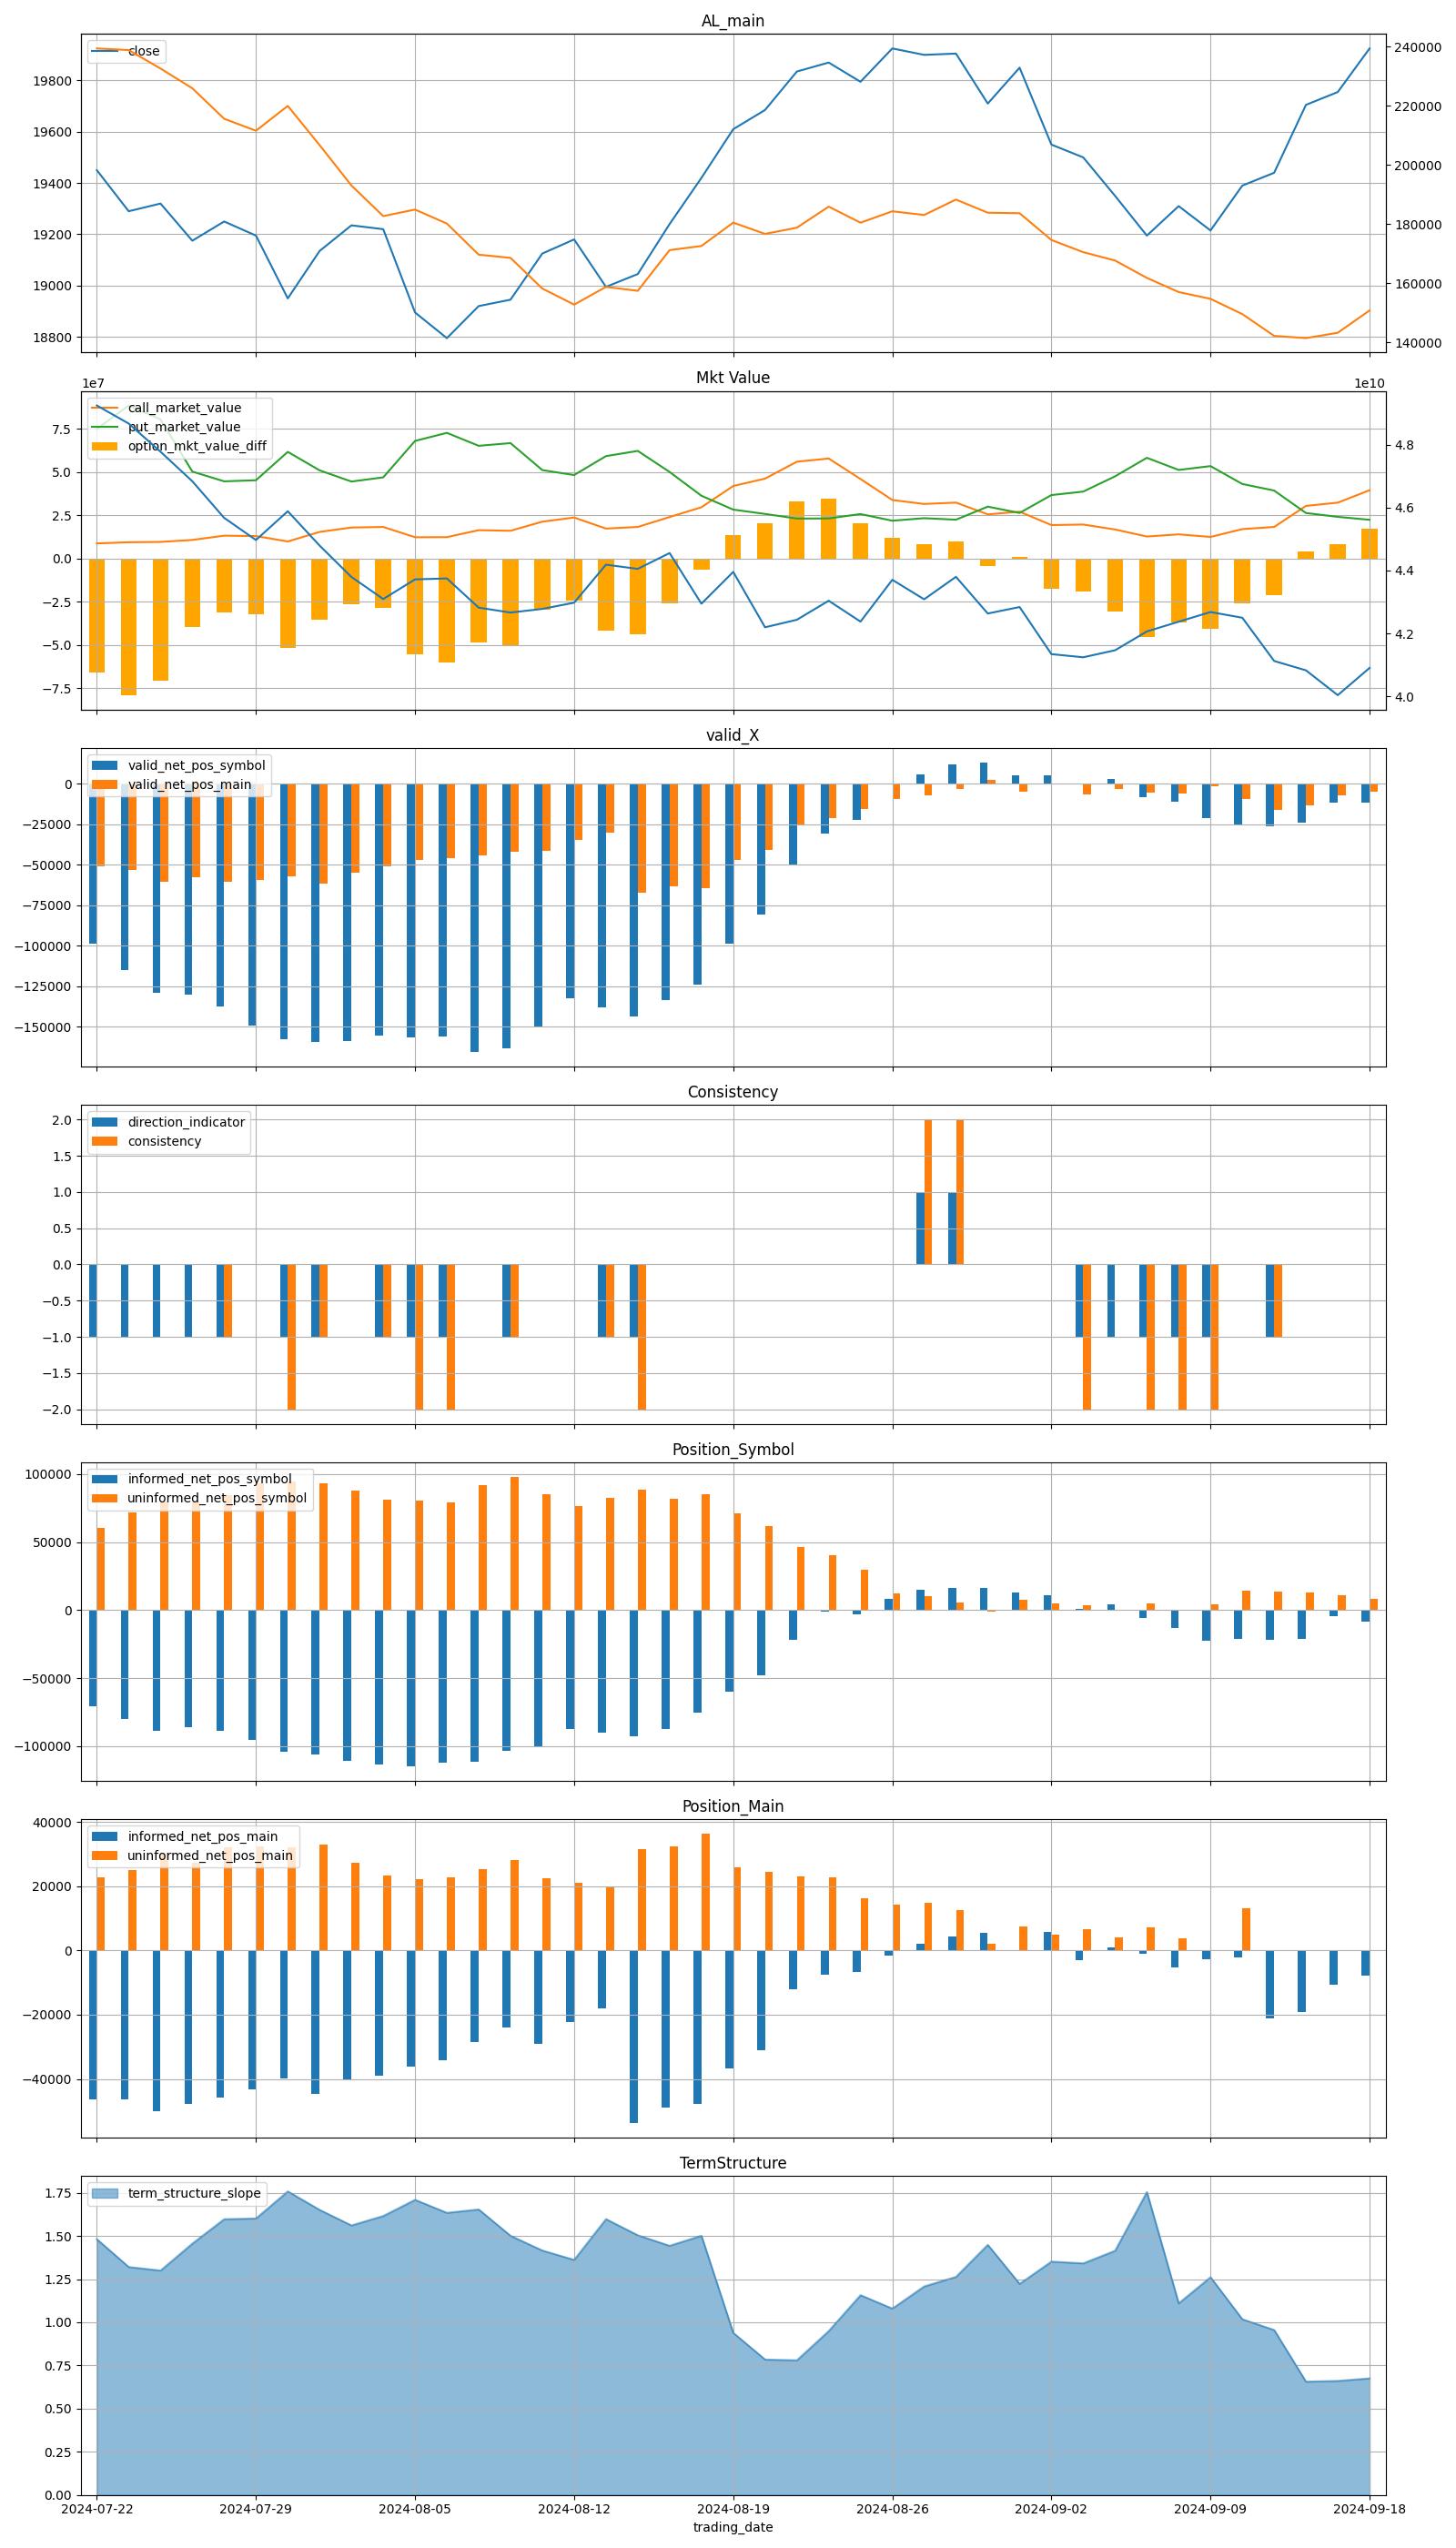 AL_main
close
19800
19600
19400
19200
19000
18800
240000
220000
200000
180000
160000
140000
Mkt Value
1e7
1e10
call_market_value
put_market_value
option_mkt_value_diff
7.5
5.0
2.5
0.0
−2.5
−5.0
−7.5
4.8
4.6
4.4
4.2
4.0
valid_X
valid_net_pos_symbol
valid_net_pos_main
0
−25000
−50000
−75000
−100000
−125000
−150000
Consistency
direction_indicator
consistency
2.0
1.5
1.0
0.5
0.0
−0.5
−1.0
−1.5
−2.0
Position_Symbol
informed_net_pos_symbol
uninformed_net_pos_symbol
100000
50000
0
−50000
−100000
Position_Main
informed_net_pos_main
uninformed_net_pos_main
40000
20000
0
−20000
−40000
TermStructure
term_structure_slope
1.75
1.50
1.25
1.00
0.75
0.50
0.25
0.00
2024-07-22 2024-07-29 2024-08-05 2024-08-12 2024-08-19 2024-08-26 2024-09-02 2024-09-09 2024-09-18
trading_date